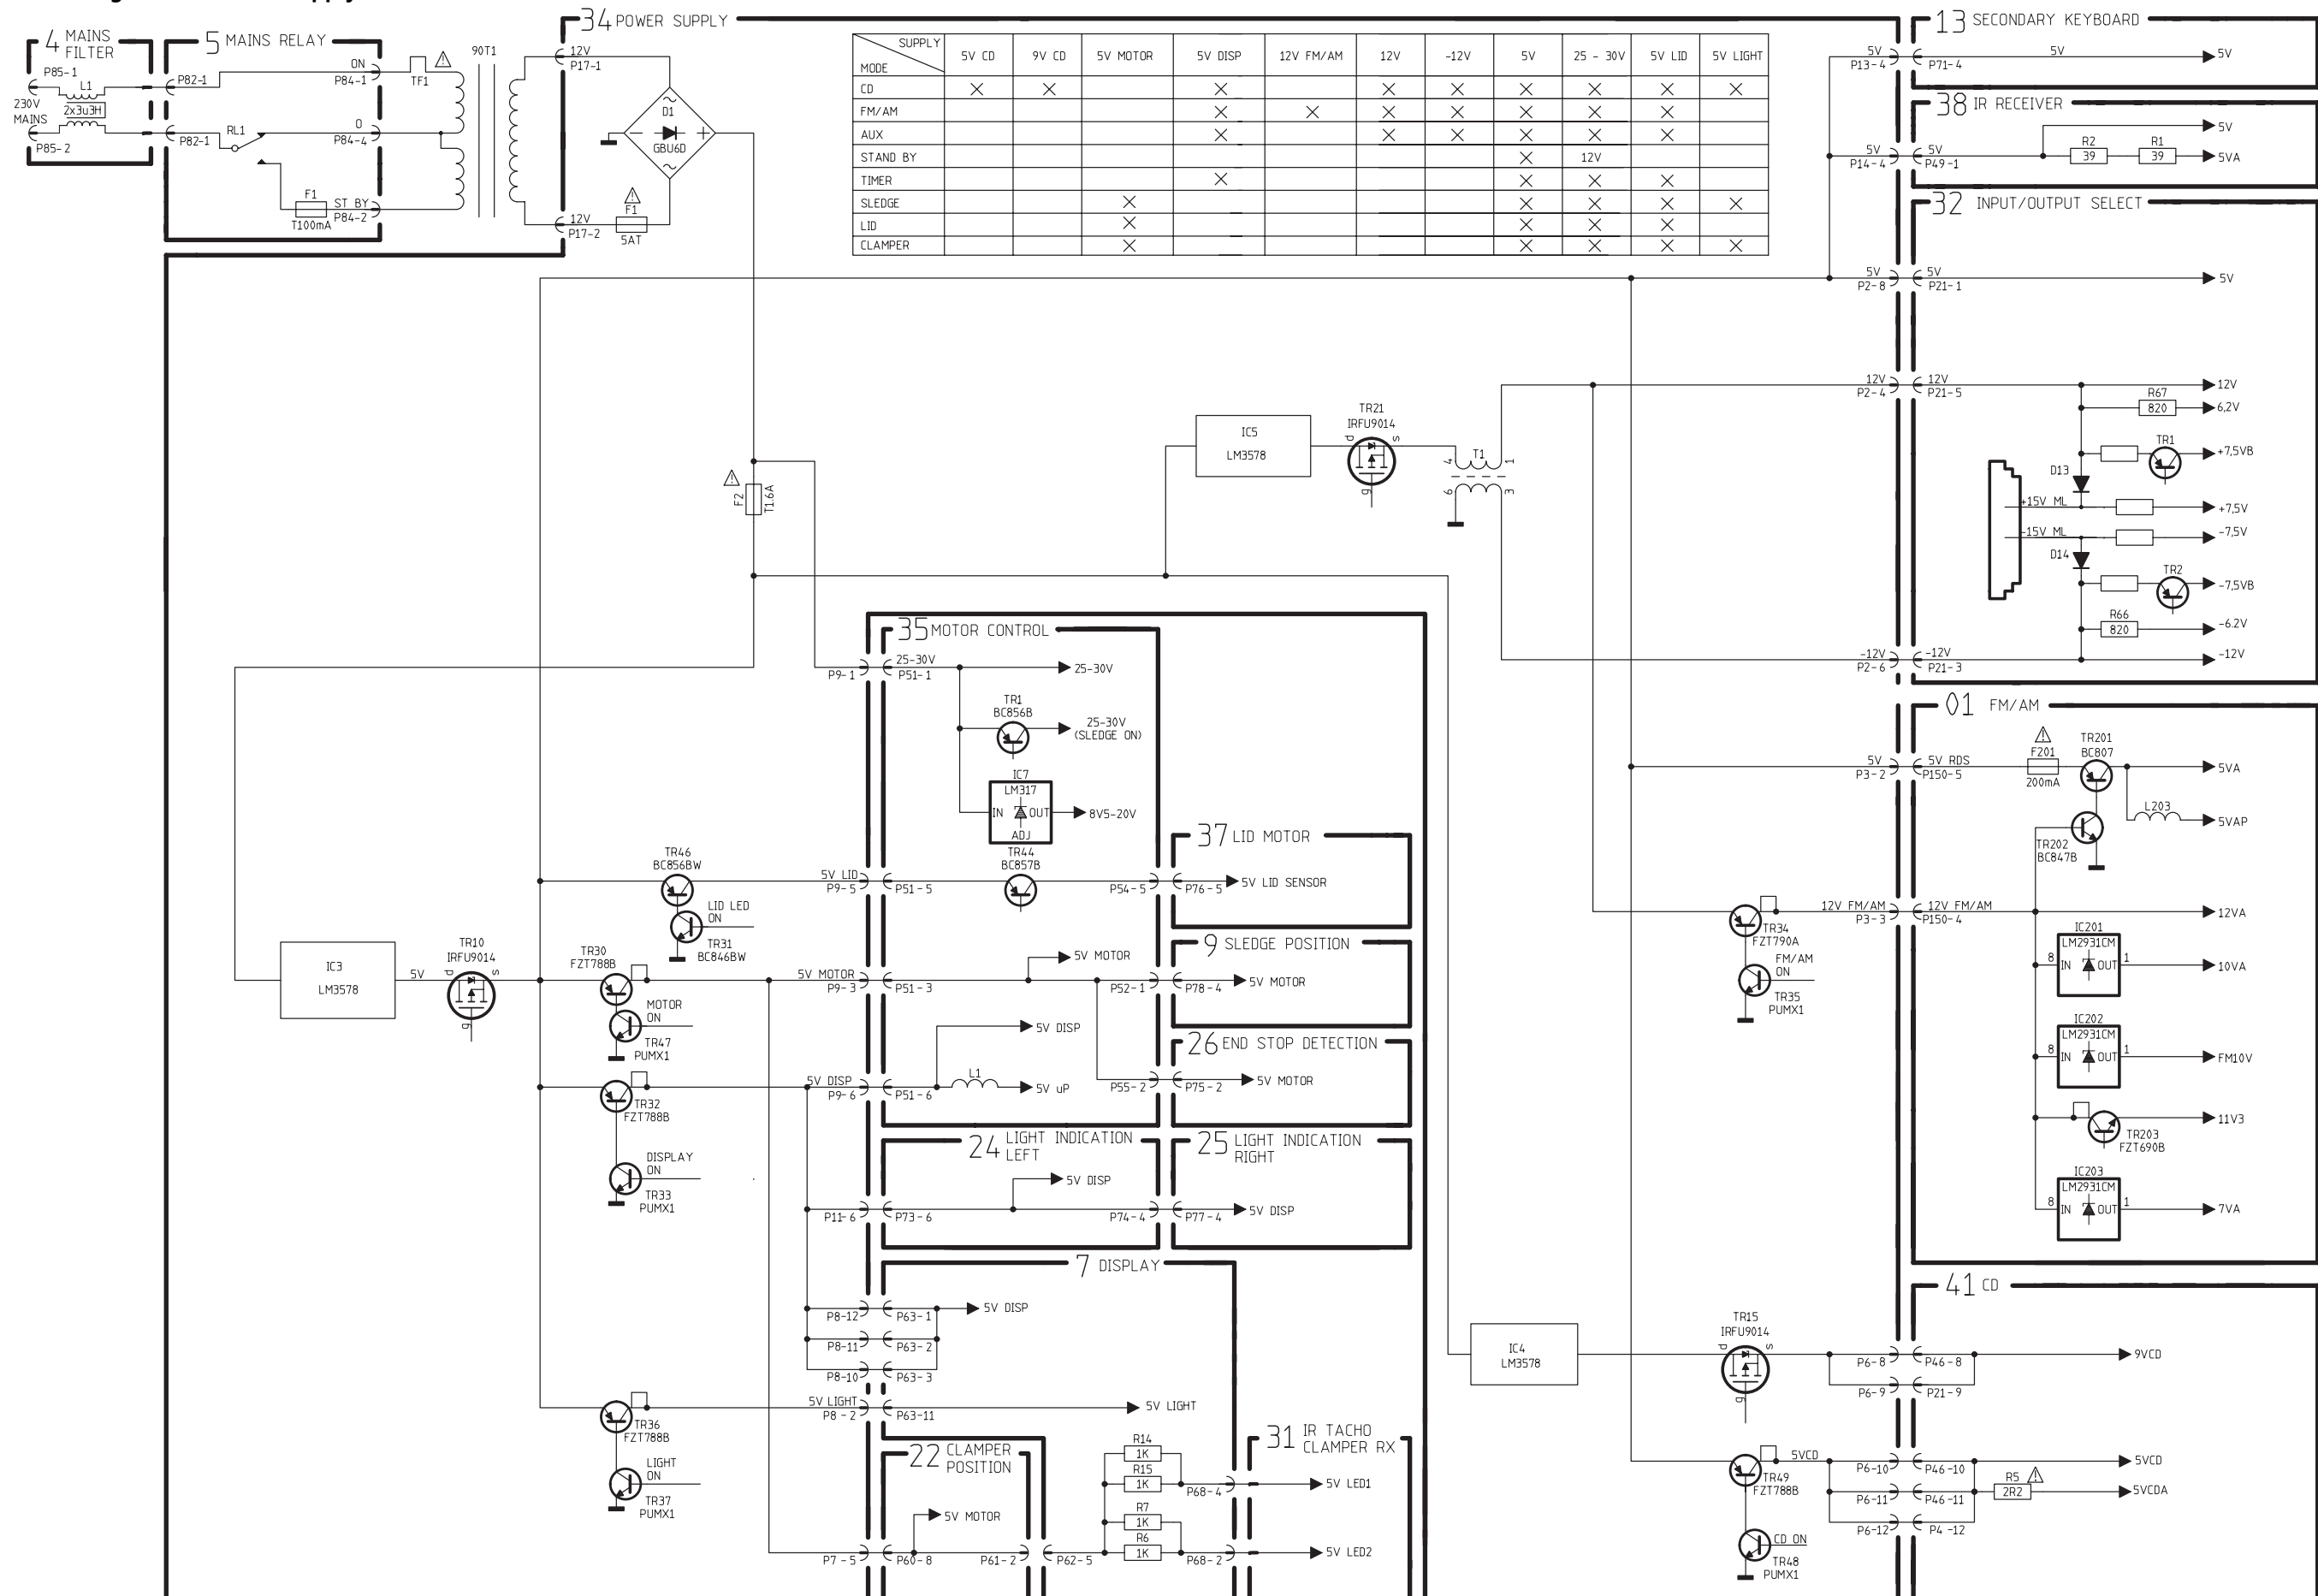 34 POWER SUPPLY
13 SECONDARY KEYBOARD
4 MAINS FILTER
5 MAINS RELAY
90T1
P85-1
L1
2x3u3H
230V
MAINS
P85-2
P82-1
P82-1
RL1
F1
T100mA
ON
P84-1
0
P84-4
ST BY
P84-2
TF1
12V
P17-1
12V
P17-2
D1
GBU6D
F1
5AT
SUPPLY
MODE
5V CD 9V CD 5V MOTOR 5V DISP 12V FM/AM 12V -12V 5V 25 - 30V 5V LID 5V LIGHT
CD X X X X X X X X X
FM/AM X X X X X X X
AUX X X X X X X
STAND BY X 12V
TIMER X X X X
SLEDGE X X X X X
LID X X X X
CLAMPER X X X X X
5V
P13-4
5V
P71-4
5V
5V
38 IR RECEIVER
5V
P14-4
5V
P49-1
R2
39
R1
39
5V
5VA
32 INPUT/OUTPUT SELECT
5V
P2-8
5V
P21-1
5V
12V
P2-4
12V
P21-5
12V
R67
820
6,2V
TR1
+7,5VB
D13
+15V ML
+7,5V
-15V ML
-7,5V
D14
TR2
-7,5VB
R66
820
-6.2V
-12V
P2-6
-12V
P21-3
-12V
IC5
LM3578
TR21
IRFU9014
d
s
g
T1
4
1
6
3
F2
T1.6A
35 MOTOR CONTROL
P9-1
25-30V
P51-1
25-30V
TR1
BC856B
25-30V
(SLEDGE ON)
IC7
LM317
IN
OUT
ADJ
8V5-20V
TR44
BC857B
TR46
BC856BW
5V LID
P9-5
P51-5
P54-5
P76-5
5V LID SENSOR
37 LID MOTOR
LID LED
ON
TR31
BC846BW
IC3
LM3578
5V
TR10
IRFU9014
d
s
g
TR30
FZT788B
MOTOR
ON
TR47
PUMX1
5V MOTOR
P9-3
P51-3
5V MOTOR
P52-1
P78-4
5V MOTOR
9 SLEDGE POSITION
26 END STOP DETECTION
P55-2
P75-2
5V MOTOR
5V DISP
5V DISP
P9-6
P51-6
L1
5V uP
TR32
FZT788B
DISPLAY
ON
TR33
PUMX1
24 LIGHT INDICATION LEFT
25 LIGHT INDICATION RIGHT
5V DISP
P11-6
P73-6
P74-4
P77-4
5V DISP
7 DISPLAY
P8-12
P63-1
5V DISP
P8-11
P63-2
P8-10
P63-3
5V LIGHT
P8-2
P63-11
5V LIGHT
TR36
FZT788B
LIGHT
ON
TR37
PUMX1
22 CLAMPER POSITION
31 IR TACHO CLAMPER RX
5V MOTOR
P7-5
P60-8
P61-2
P62-5
R14
1K
R15
1K
R7
1K
R6
1K
P68-4
5V LED1
P68-2
5V LED2
01 FM/AM
5V
P3-2
5V RDS
P150-5
F201
200mA
TR201
BC807
5VA
L203
5VAP
TR202
BC847B
12V FM/AM
P3-3
12V FM/AM
P150-4
12VA
TR34
FZT790A
FM/AM
ON
TR35
PUMX1
IC201
LM2931CM
8
IN
OUT
1
10VA
IC202
LM2931CM
8
IN
OUT
1
FM10V
TR203
FZT690B
11V3
IC203
LM2931CM
8
IN
OUT
1
7VA
41 CD
IC4
LM3578
TR15
IRFU9014
d
s
g
P6-8
P46-8
9VCD
P6-9
P21-9
5VCD
P6-10
P46-10
5VCD
TR49
FZT788B
P6-11
P46-11
R5
2R2
5VCDA
P6-12
P4 -12
CD ON
TR48
PUMX1